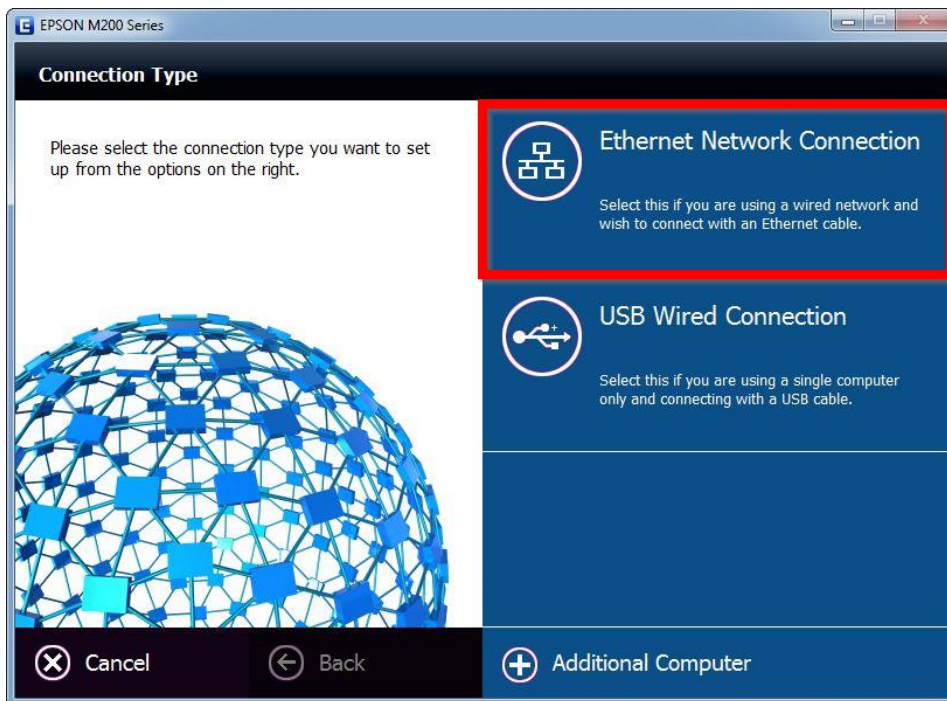 EPSON M200 Series
Connection Type
Please select the connection type you want to set
up from the options on the right.
Ethernet Network Connection
Select this if you are using a wired network and
wish to connect with an Ethernet cable.
USB Wired Connection
Select this if you are using a single computer
only and connecting with a USB cable.
Cancel
Back
Additional Computer